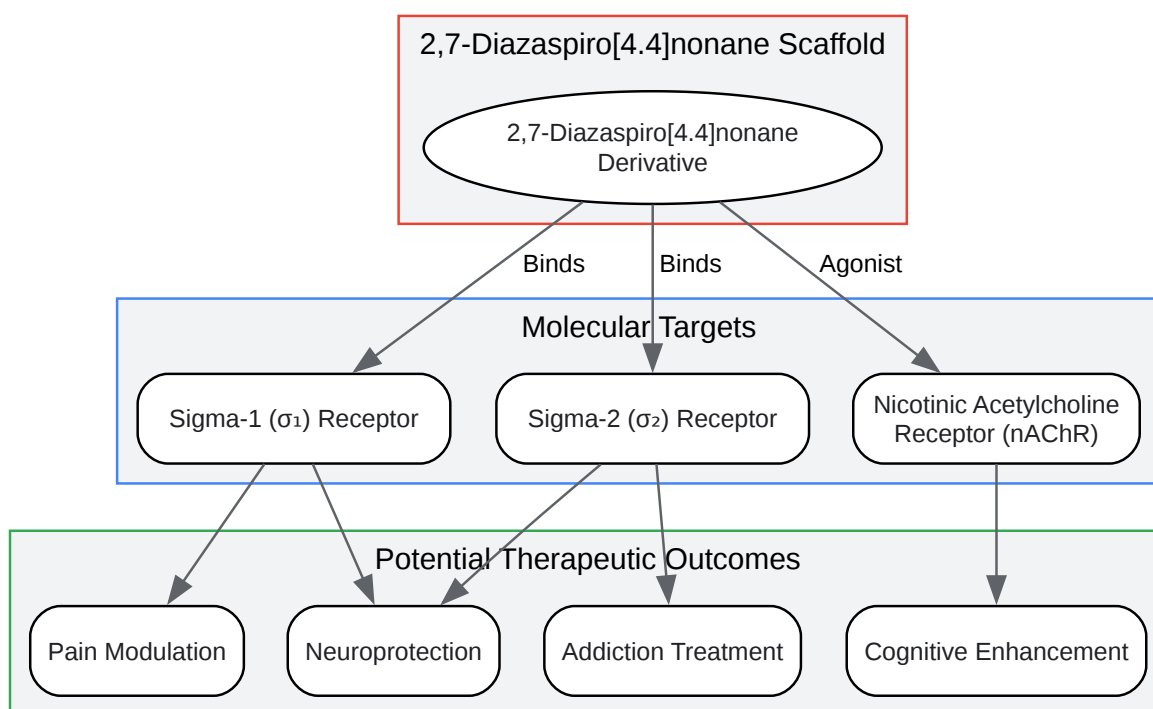 2,7-Diazaspiro[4.4]nonane Scaffold
2,7-Diazaspiro[4.4]nonane
Derivative
Binds
Binds
Agonist
Molecular Targets
Sigma-1 (σ₁) Receptor
Sigma-2 (σ₂) Receptor
Nicotinic Acetylcholine
Receptor (nAChR)
Potential Therapeutic Outcomes
Pain Modulation
Neuroprotection
Addiction Treatment
Cognitive Enhancement